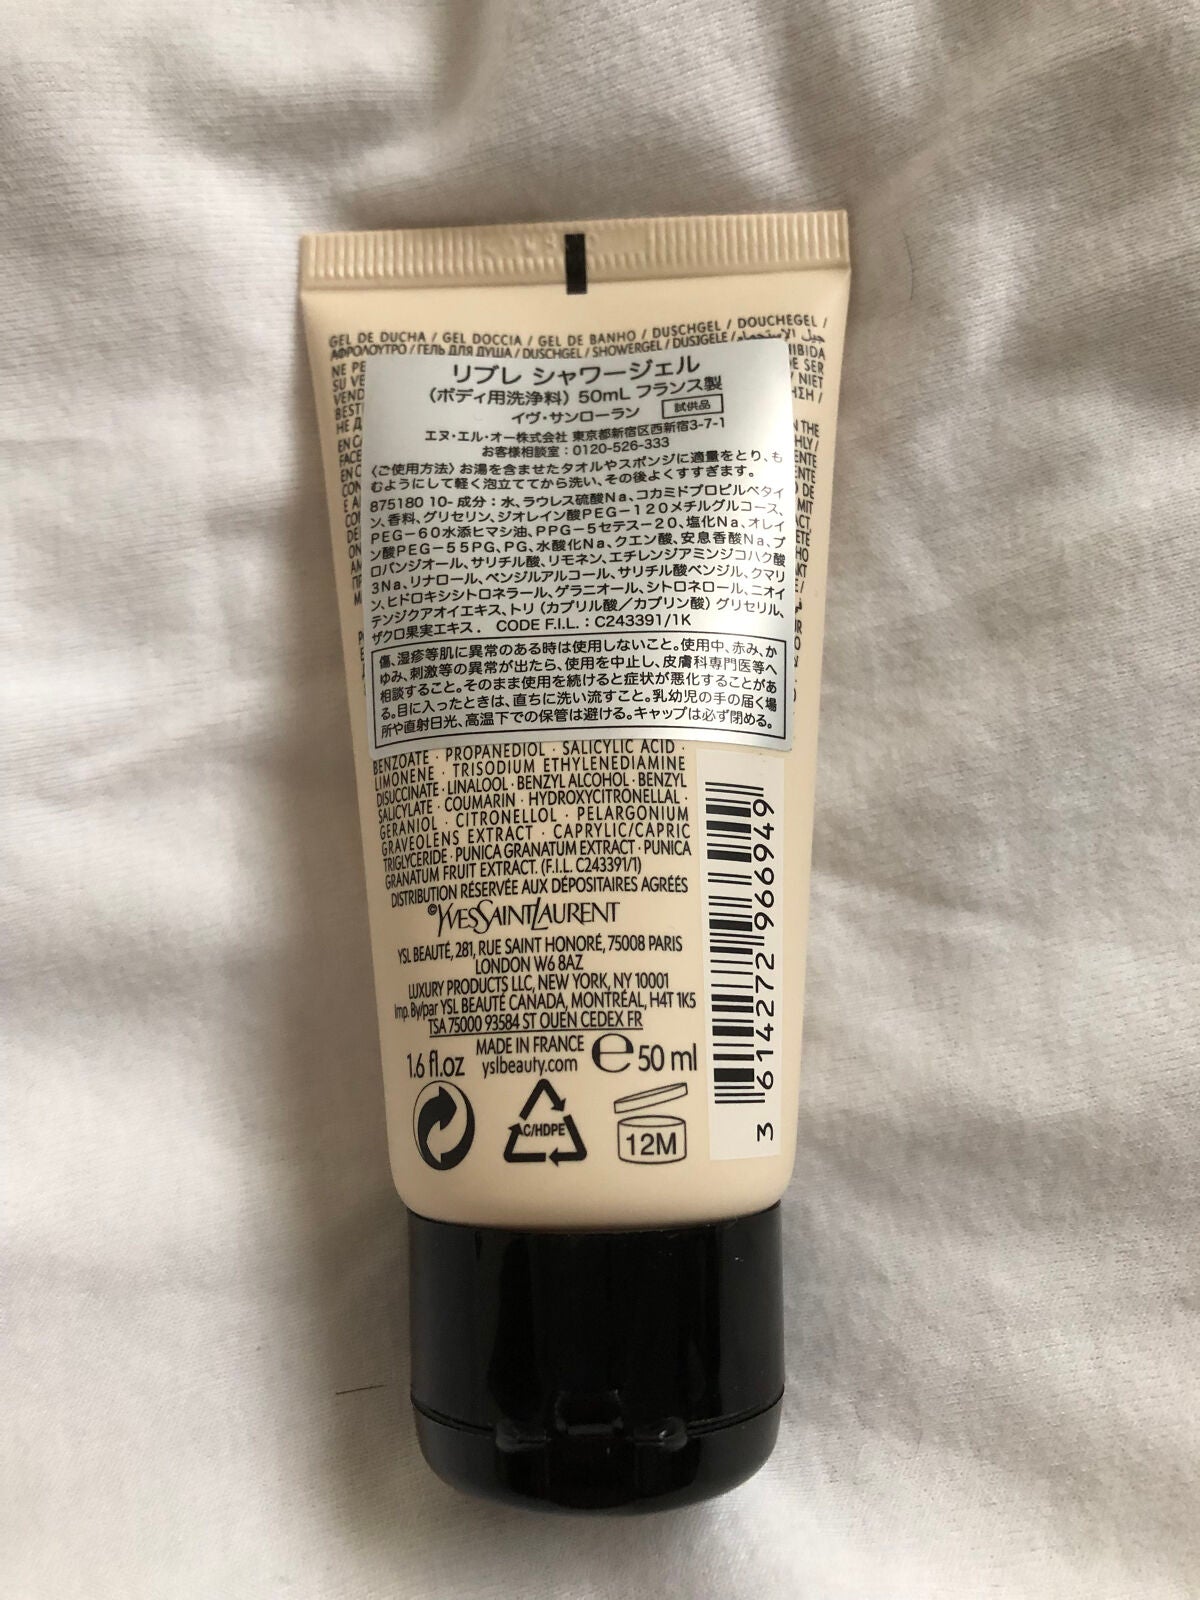 GEL DE DUCHA / GEL DOCCIA / GEL DE BANHO / DUSCHGEL / DOUCHEGEL /
ΑΦΡΟΛΟΥΤΡΟ / ГЕЛЬ ДЛЯ ДУША / DUSCHGEL / SHOWERGEL / DUSJGELE / جيل الإستحمام
リブレ シャワージェル
(ボディ用洗浄料) 50mL フランス製
イヴ・サンローラン 試供品
エヌ・エル・オー株式会社 東京都新宿区西新宿3-7-1
お客様相談室:0120-526-333
〈ご使用方法〉お湯を含ませたタオルやスポンジに適量をとり、も
むようにして軽く泡立ててから洗い、その後よくすすぎます。
875180 10- 成分:水、ラウレス硫酸Na、コカミドプロピルベタイ
ン、香料、グリセリン、ジオレイン酸PEG-120メチルグルコース、
PEG-60水添ヒマシ油、PPG-5セテス-20、塩化Na、オレイ
ン酸PEG-55PG、PG、水酸化Na、クエン酸、安息香酸Na、プ
ロパンジオール、サリチル酸、リモネン、エチレンジアミンジコハク酸
3Na、リナロール、ベンジルアルコール、サリチル酸ベンジル、クマリ
ン、ヒドロキシシトロネラール、ゲラニオール、シトロネロール、ニオイ
テンジクアオイエキス、トリ(カプリル酸/カプリン酸)グリセリル、
ザクロ果実エキス. CODE F.I.L. : C243391/1K
傷、湿疹等肌に異常のある時は使用しないこと。使用中、赤み、か
ゆみ、刺激等の異常が出たら、使用を中止し、皮膚科専門医等へ
相談すること。そのまま使用を続けると症状が悪化することがあ
る。目に入ったときは、直ちに洗い流すこと。乳幼児の手の届く場
所や直射日光、高温下での保管は避ける。キャップは必ず閉める。
BENZOATE · PROPANEDIOL · SALICYLIC ACID ·
LIMONENE · TRISODIUM ETHYLENEDIAMINE
DISUCCINATE · LINALOOL · BENZYL ALCOHOL · BENZYL
SALICYLATE · COUMARIN · HYDROXYCITRONELLAL ·
GERANIOL · CITRONELLOL · PELARGONIUM
GRAVEOLENS EXTRACT · CAPRYLIC/CAPRIC
TRIGLYCERIDE · PUNICA GRANATUM EXTRACT · PUNICA
GRANATUM FRUIT EXTRACT. (F.I.L. C243391/1)
DISTRIBUTION RÉSERVÉE AUX DÉPOSITAIRES AGRÉÉS
©YVESSAINTLAURENT
YSL BEAUTÉ, 281, RUE SAINT HONORÉ, 75008 PARIS
LONDON W6 8AZ
LUXURY PRODUCTS LLC, NEW YORK, NY 10001
Imp. By/par YSL BEAUTÉ CANADA, MONTRÉAL, H4T 1K5
TSA 75000 93584 ST OUEN CEDEX FR
MADE IN FRANCE
1.6 fl.oz yslbeauty.com e 50 ml
C/HDPE
12M
3 614272 966949